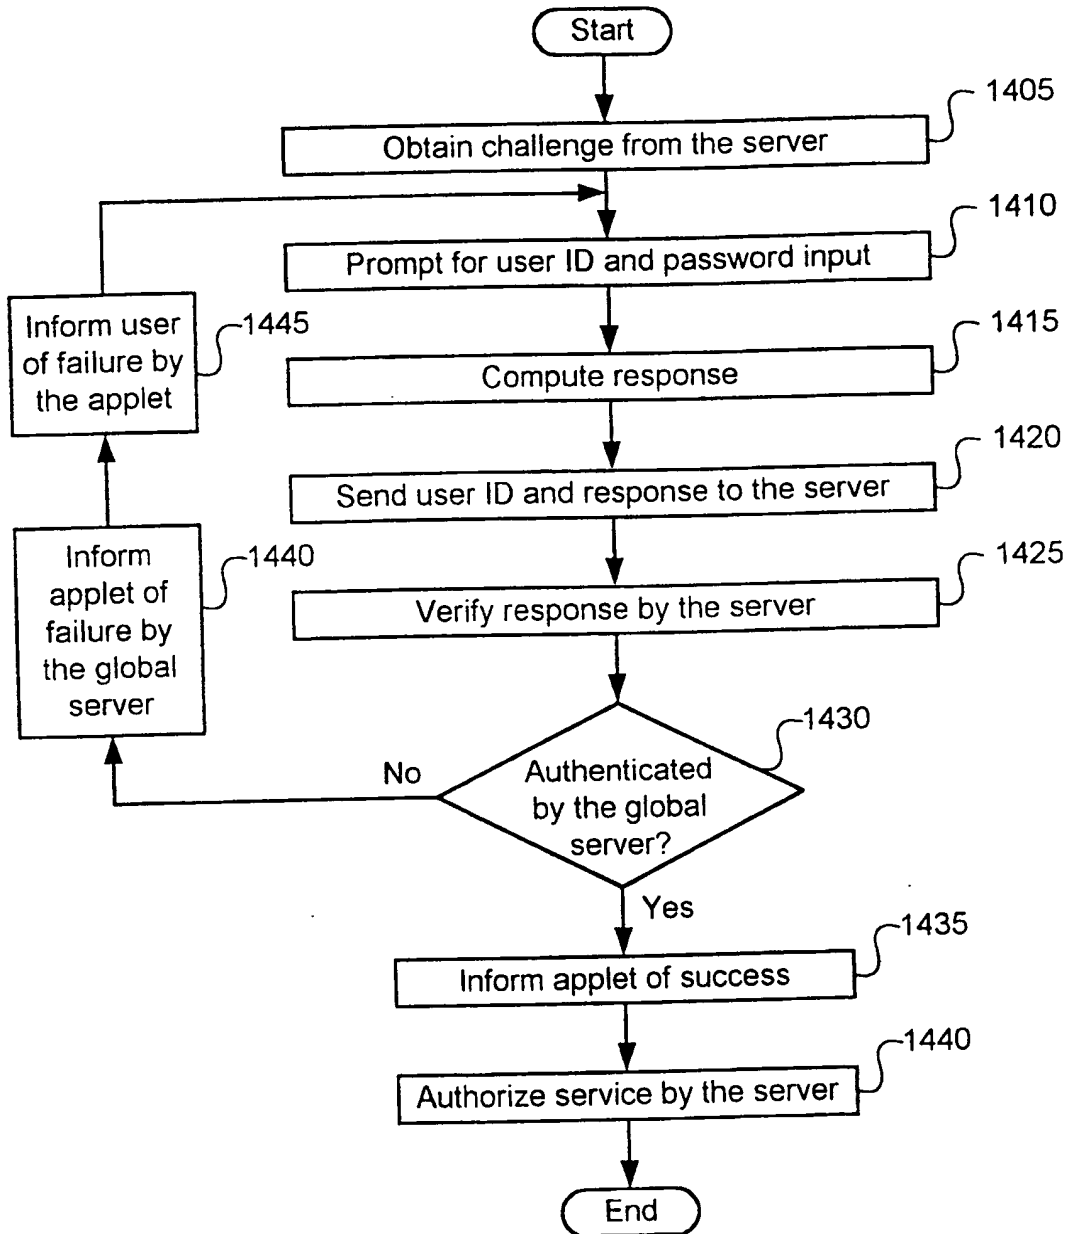 Start
1405
Obtain challenge from the server
1410
Prompt for user ID and password input
1415
Compute response
1420
Send user ID and response to the server
1425
Verify response by the server
1430
Authenticated
by the global
server?
No
1440
Inform
applet of
failure by
the global
server
1445
Inform user
of failure by
the applet
Yes
1435
Inform applet of success
1440
Authorize service by the server
End